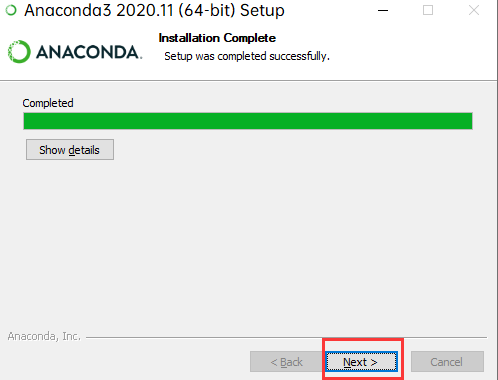 Anaconda3 2020.11 (64-bit) Setup
ANACONDA.
Installation Complete
Setup was completed successfully.
Completed
Show details
Anaconda, Inc.
< Back
Next >
Cancel